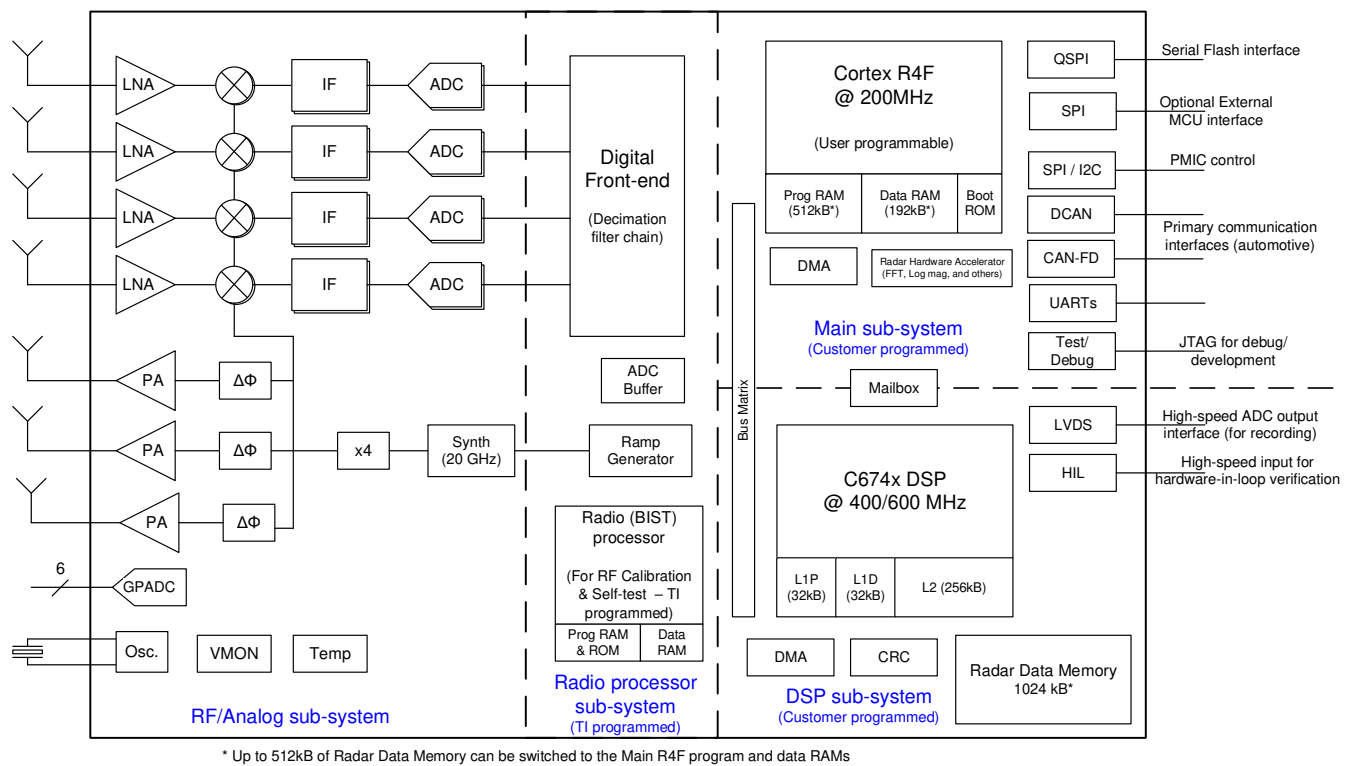 LNA
IF
ADC
LNA
IF
ADC
LNA
IF
ADC
LNA
IF
ADC
PA
ΔΦ
PA
ΔΦ
x4
Synth
(20 GHz)
PA
ΔΦ
6
GPADC
Osc.
VMON
Temp
RF/Analog sub-system
Digital
Front-end
(Decimation
filter chain)
ADC
Buffer
Ramp
Generator
Radio (BIST)
processor
(For RF Calibration
& Self-test – TI
programmed)
Prog RAM
& ROM
Data
RAM
Radio processor
sub-system
(TI programmed)
Bus Matrix
Cortex R4F
@ 200MHz
(User programmable)
Prog RAM
(512kB*)
Data RAM
(192kB*)
Boot
ROM
DMA
Radar Hardware Accelerator
(FFT, Log mag, and others)
Main sub-system
(Customer programmed)
Mailbox
C674x DSP
@ 400/600 MHz
L1P
(32kB)
L1D
(32kB)
L2 (256kB)
DMA
CRC
Radar Data Memory
1024 kB*
DSP sub-system
(Customer programmed)
QSPI
Serial Flash interface
SPI
Optional External
MCU interface
SPI / I2C
PMIC control
DCAN
Primary communication
interfaces (automotive)
CAN-FD
UARTs
Test/
Debug
JTAG for debug/
development
LVDS
High-speed ADC output
interface (for recording)
HIL
High-speed input for
hardware-in-loop verification
* Up to 512kB of Radar Data Memory can be switched to the Main R4F program and data RAMs